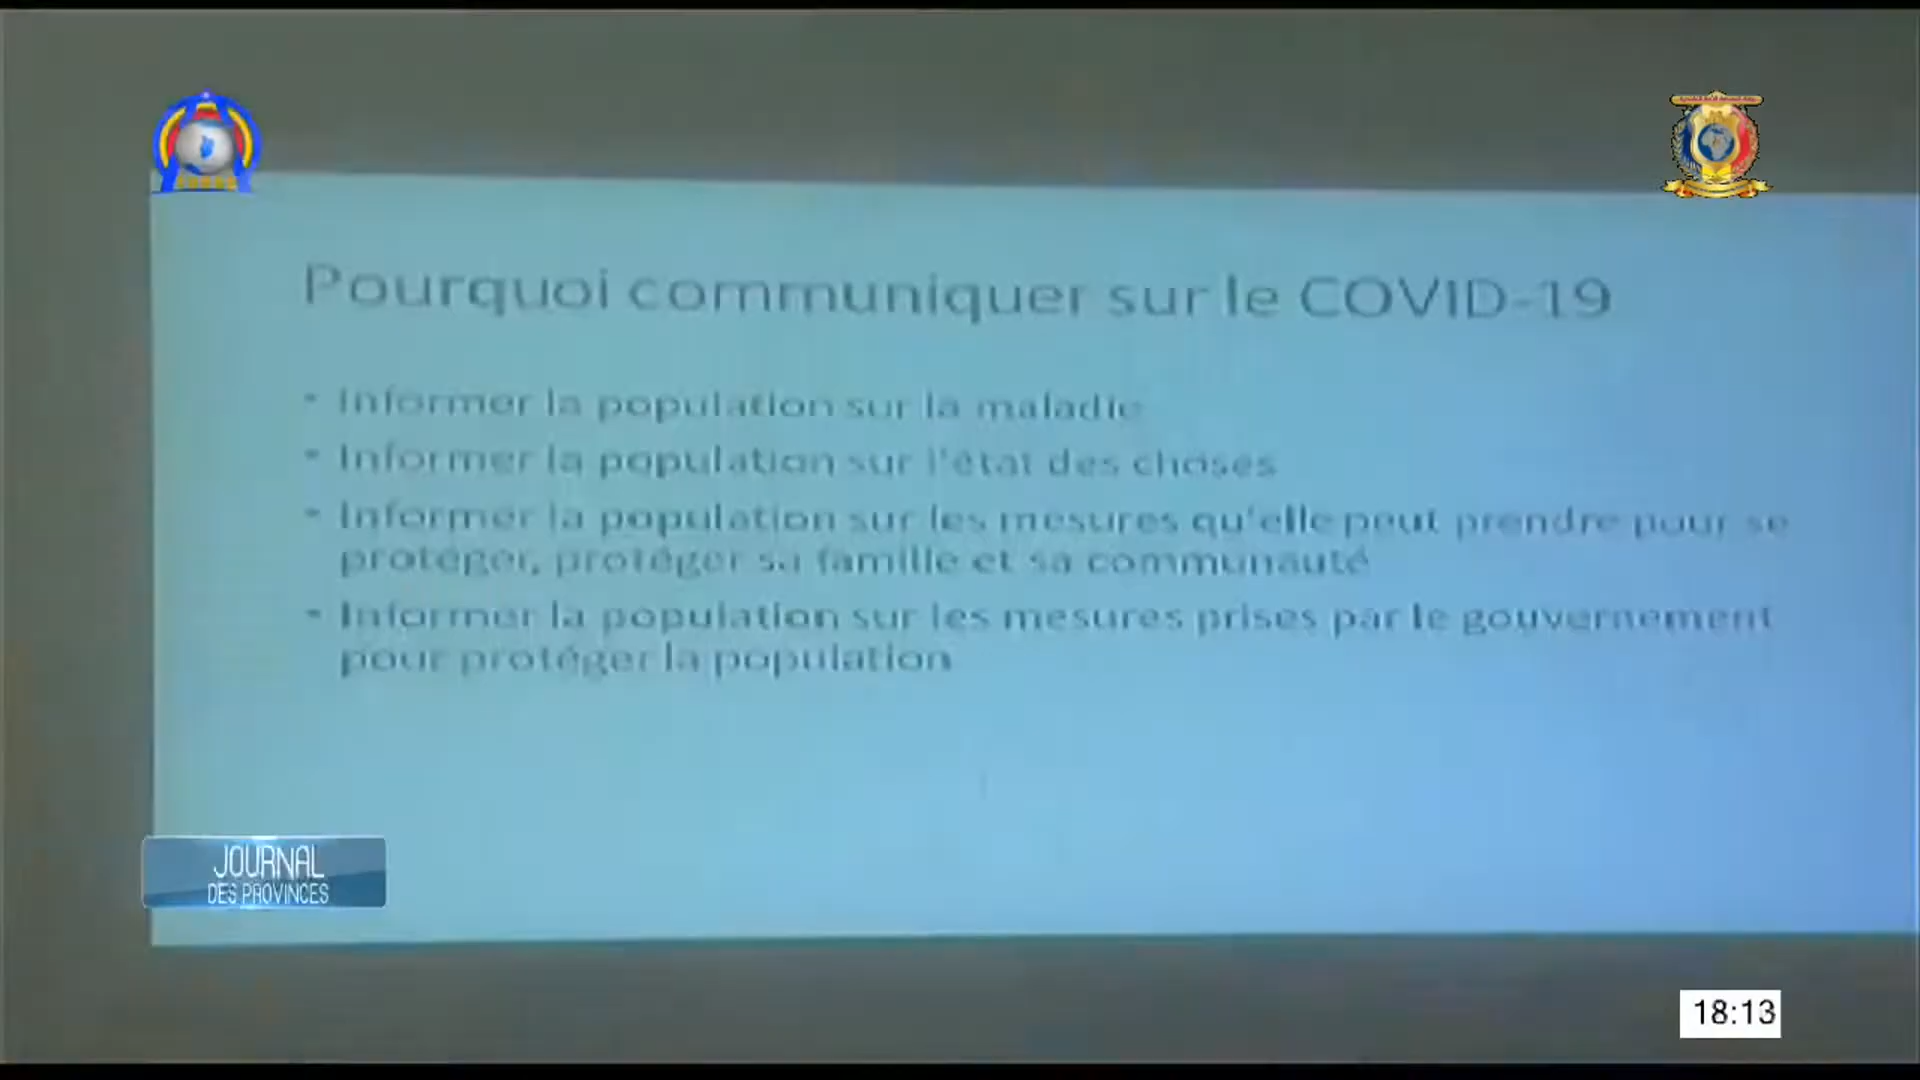 Pourquoi communiquer sur le COVID-19
• Informer la population sur la maladie
• Informer la population sur l'état des choses
• Informer la population sur les mesures qu'elle peut prendre pour se
protéger, protéger sa famille et sa communauté
• Informer la population sur les mesures prises par le gouvernement
pour protéger la population
JOURNAL
DES PROVINCES
18:13